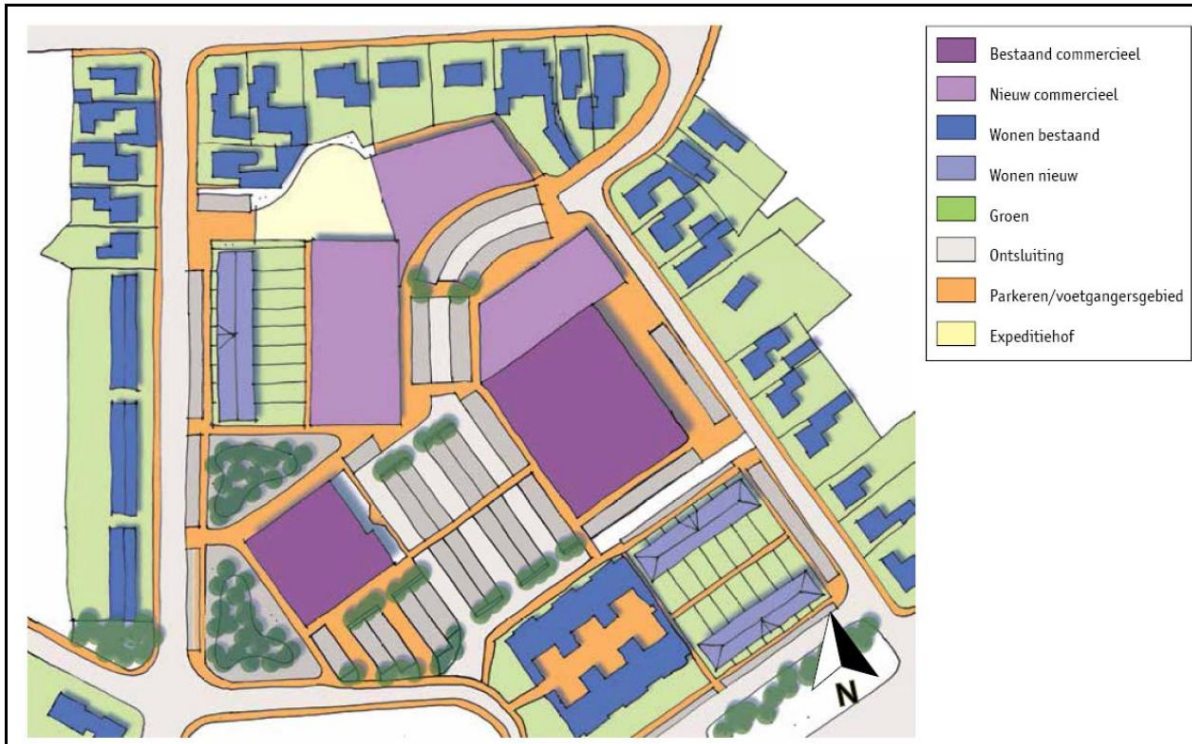 Bestaand commercieel
Nieuw commercieel
Wonen bestaand
Wonen nieuw
Groen
Ontsluiting
Parkeren/voetgangersgebied
Expeditiehof
N